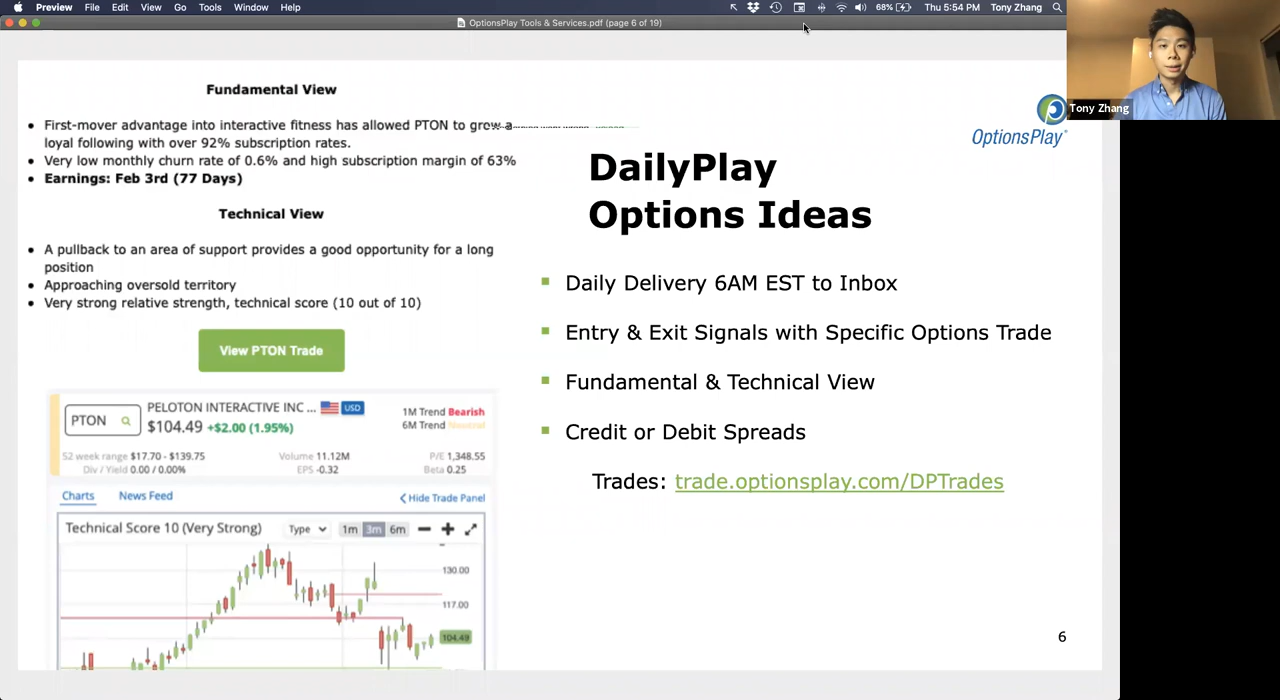 Preview File Edit View Go Tools Window Help
68% Thu 5:54 PM Tony Zhang
OptionsPlay Tools & Services.pdf (page 6 of 19)
Tony Zhang
OptionsPlay
Fundamental View
• First-mover advantage into interactive fitness has allowed PTON to grow a
loyal following with over 92% subscription rates.
• Very low monthly churn rate of 0.6% and high subscription margin of 63%
• Earnings: Feb 3rd (77 Days)
Technical View
• A pullback to an area of support provides a good opportunity for a long
position
• Approaching oversold territory
• Very strong relative strength, technical score (10 out of 10)
View PTON Trade
PTON
PELOTON INTERACTIVE INC ... USD
$104.49 +$2.00 (1.95%)
1M Trend Bearish
6M Trend Neutral
52 week range $17.70 - $139.75 Volume 11.12M P/E 1,348.55
Div / Yield 0.00 / 0.00% EPS -0.32 Beta 0.25
Charts News Feed Hide Trade Panel
Technical Score 10 (Very Strong) Type 1m 3m 6m
130.00
117.00
104.49
DailyPlay
Options Ideas
Daily Delivery 6AM EST to Inbox
Entry & Exit Signals with Specific Options Trade
Fundamental & Technical View
Credit or Debit Spreads
Trades: trade.optionsplay.com/DPTrades
6